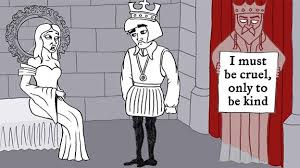 I must
be cruel,
only to
be kind